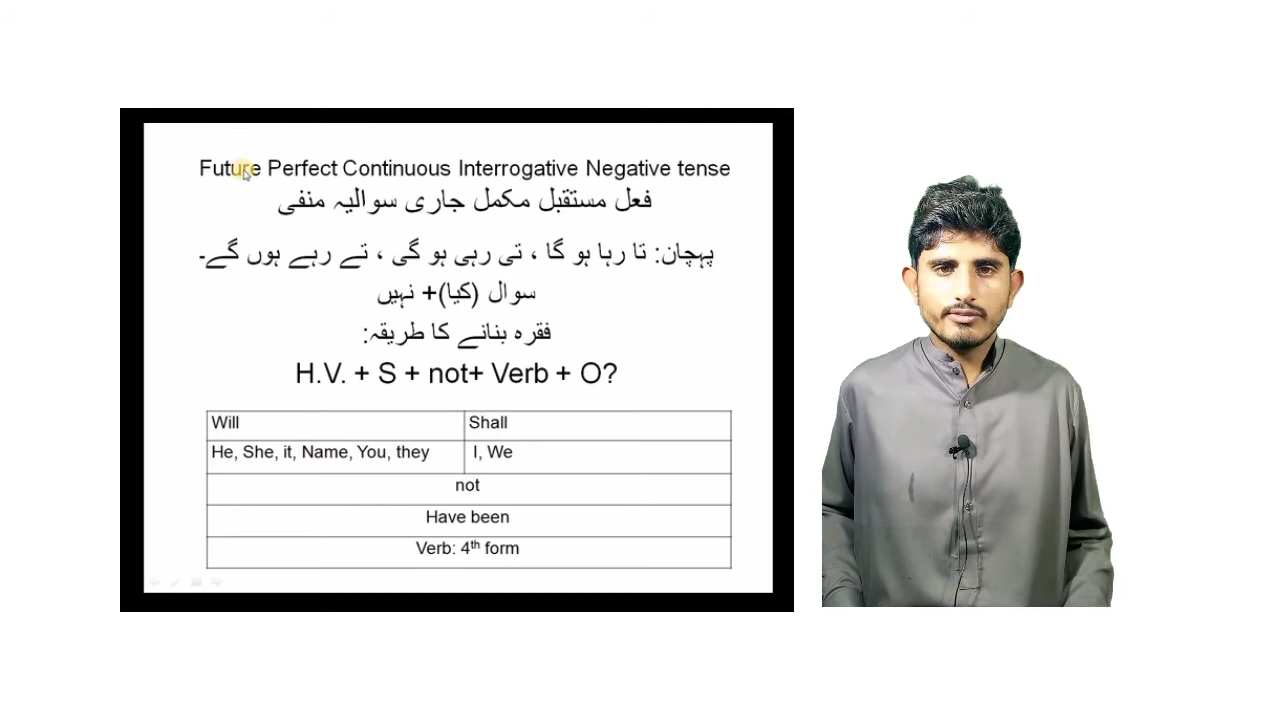 Future Perfect Continuous Interrogative Negative tense
فعل مستقبل مکمل جاری سوالیہ منفی
پہچان: تا رہا ہو گا ، تی رہی ہو گی ، تے رہے ہوں گے۔
سوال (کیا)+ نہیں
فقرہ بنانے کا طریقہ:
H.V. + S + not+ Verb + O?
Will Shall
He, She, it, Name, You, they I, We
not
Have been
Verb: 4th form